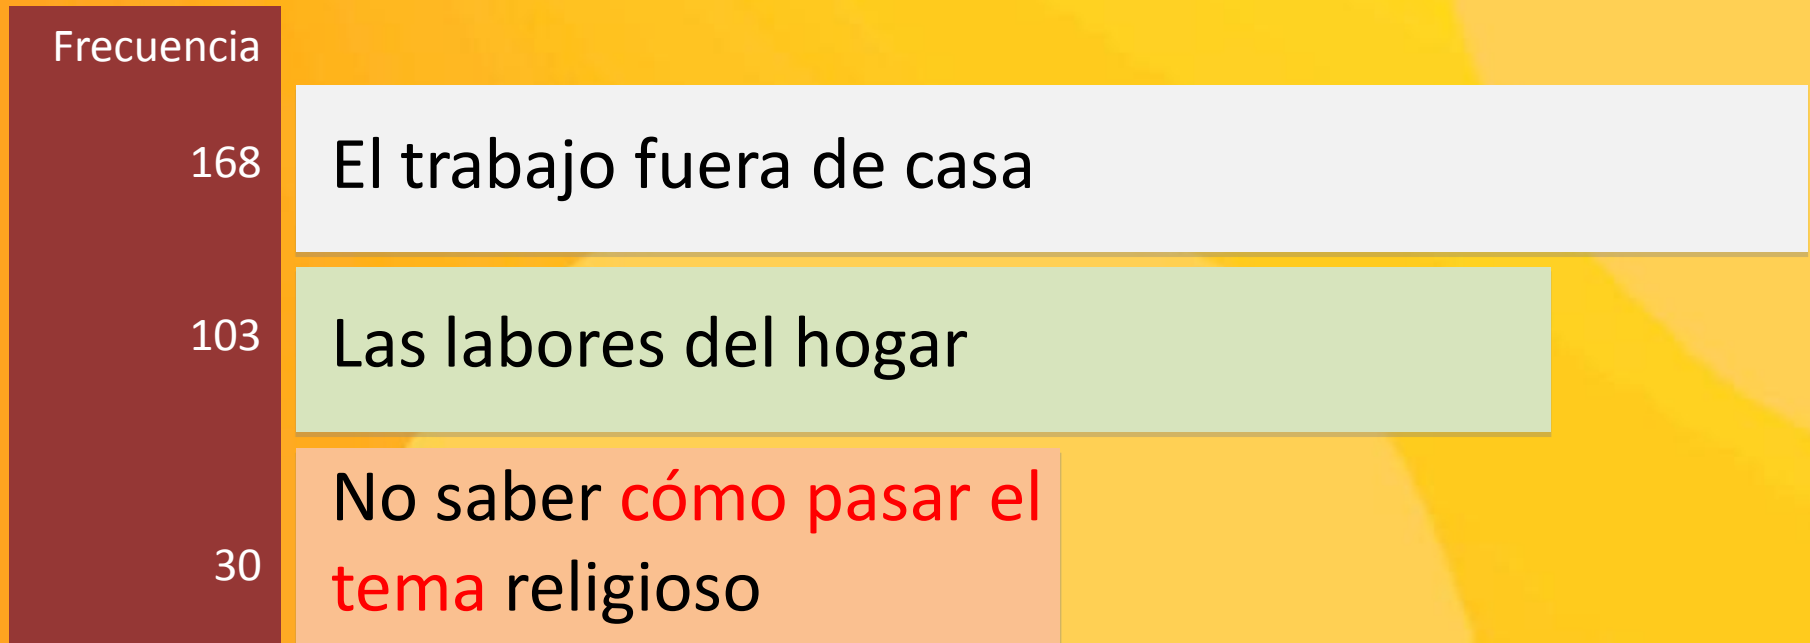 Frecuencia
168 El trabajo fuera de casa
103 Las labores del hogar
No saber cómo pasar el
30 tema religioso